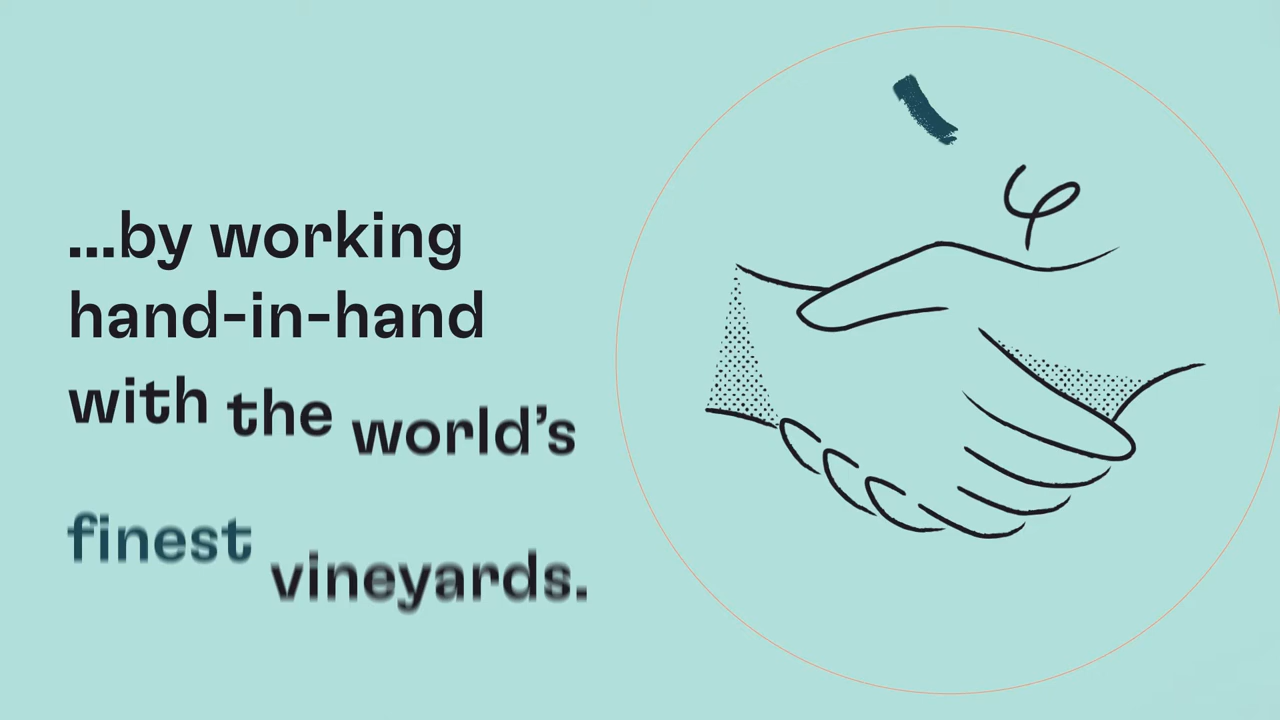 ...by working
hand-in-hand
with the world’s
finest vineyards.